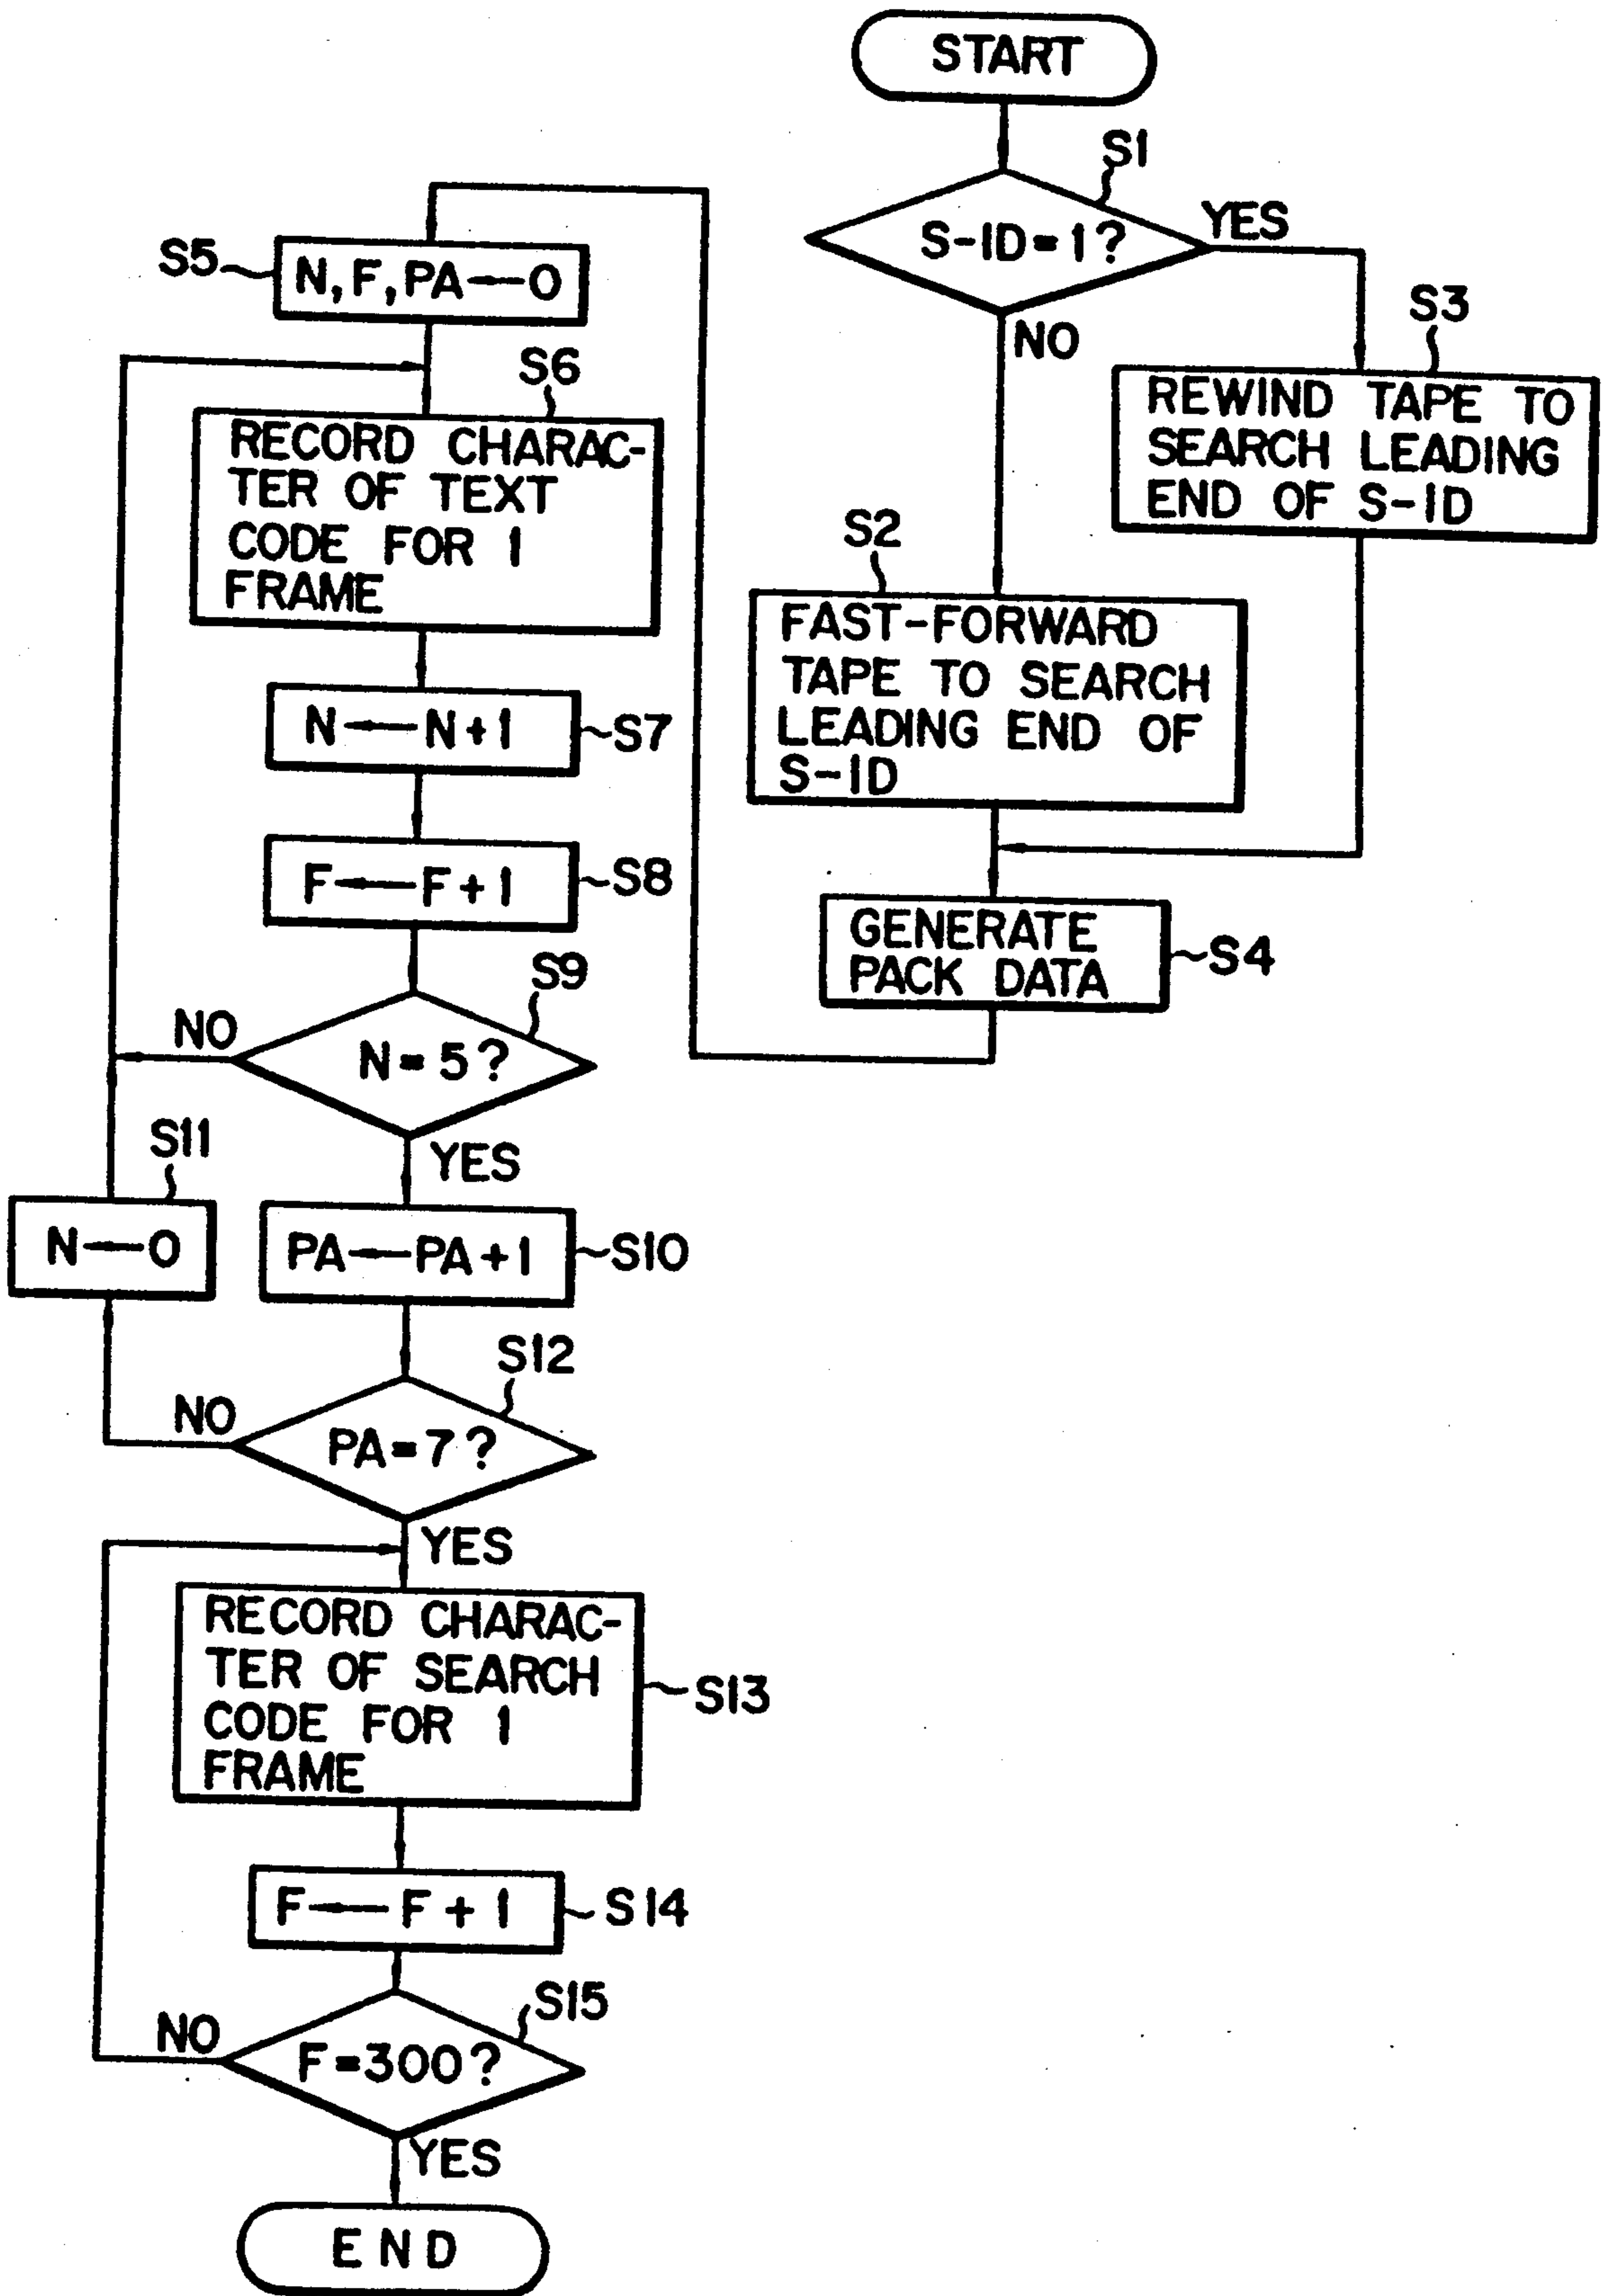 START
S1
S-ID=1?
YES
NO
S3
REWIND TAPE TO
SEARCH LEADING
END OF S-ID
S2
FAST-FORWARD
TAPE TO SEARCH
LEADING END OF
S-ID
GENERATE
PACK DATA
S4
S5
N, F, PA←0
S6
RECORD CHARAC-
TER OF TEXT
CODE FOR 1
FRAME
N←N+1
S7
F←F+1
S8
S9
NO
N=5?
YES
S11
N←0
PA←PA+1
S10
S12
NO
PA=7?
YES
RECORD CHARAC-
TER OF SEARCH
CODE FOR 1
FRAME
S13
F←F+1
S14
S15
NO
F=300?
YES
END